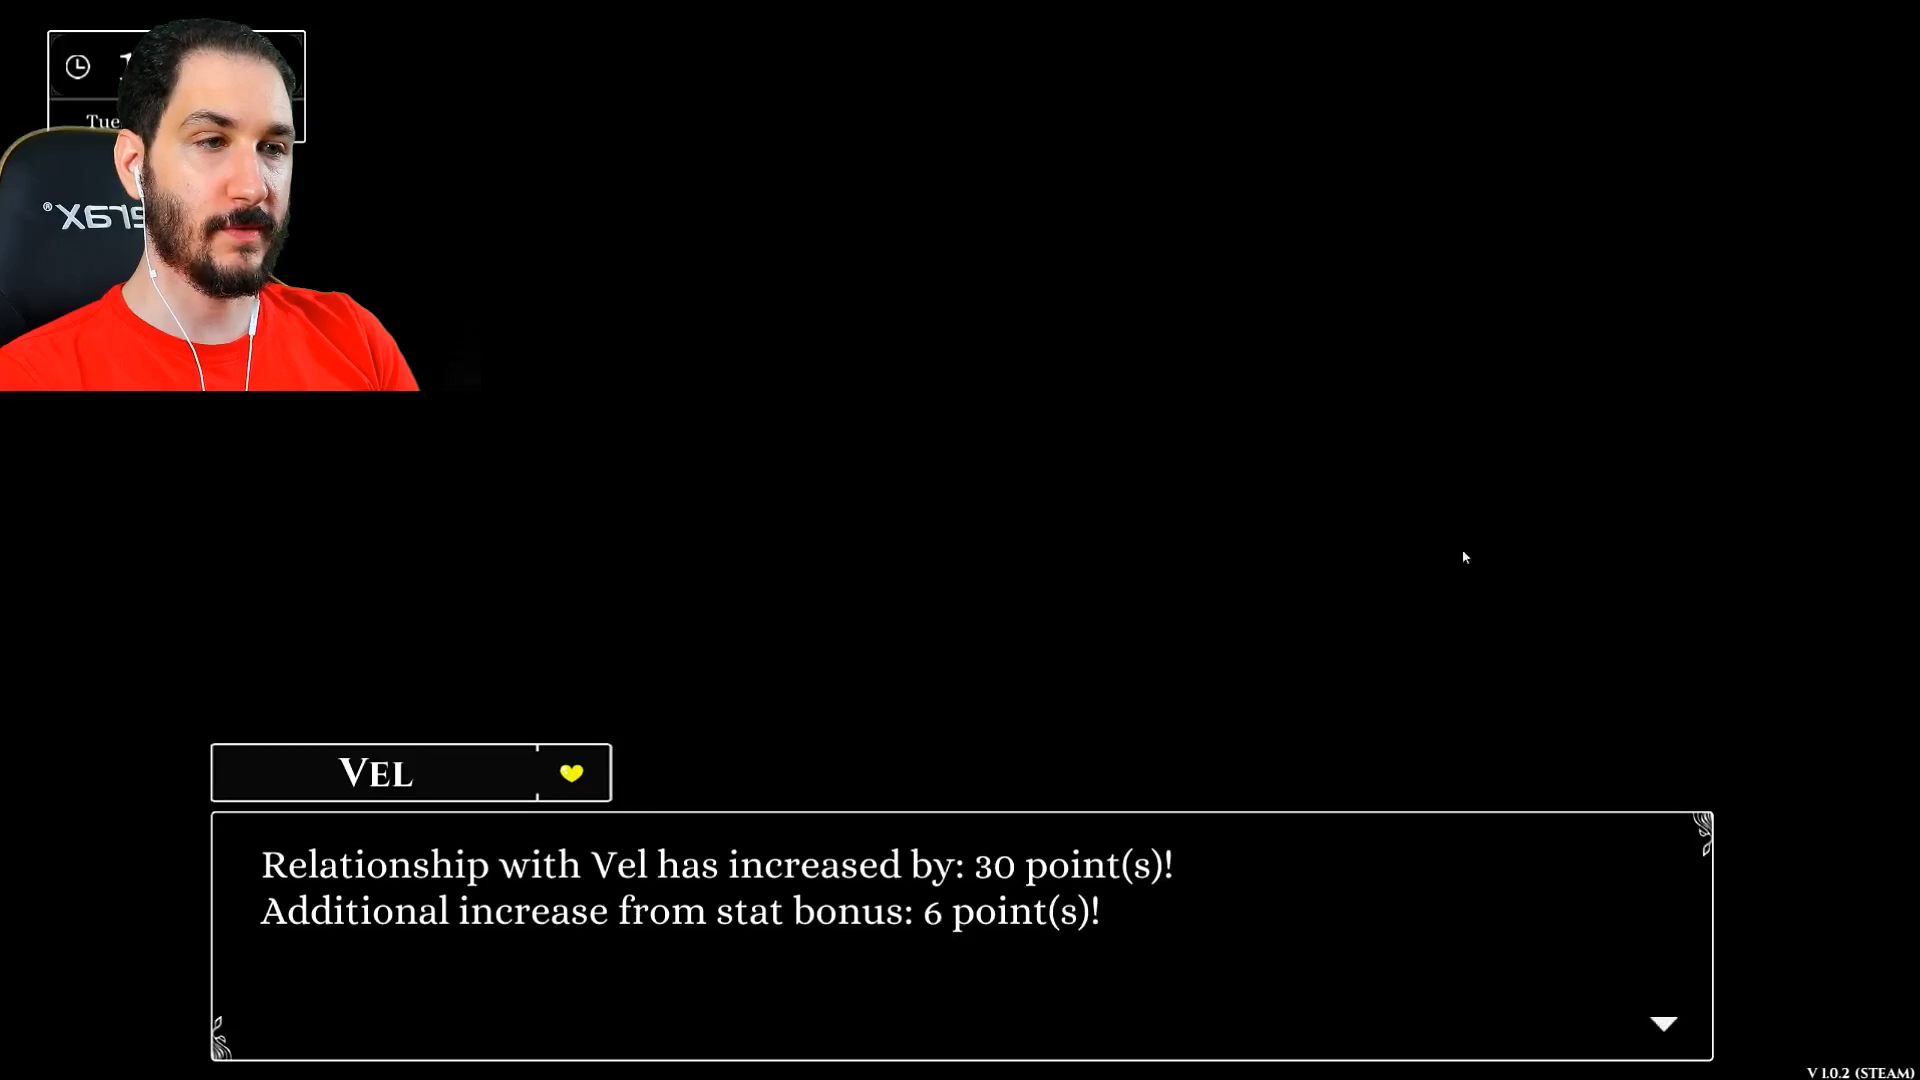 Tue
VEL
Relationship with Vel has increased by: 30 point(s)!
Additional increase from stat bonus: 6 point(s)!
V 1.0.2 (STEAM)